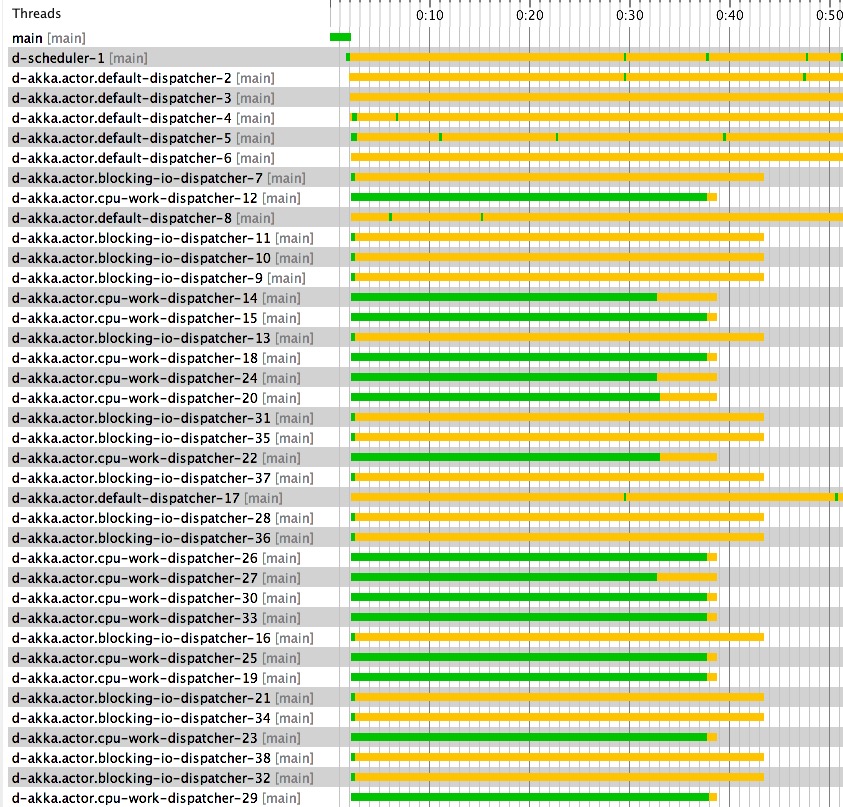 Threads 0:10 0:20 0:30 0:40 0:50
main [main]
d-scheduler-1 [main]
d-akka.actor.default-dispatcher-2 [main]
d-akka.actor.default-dispatcher-3 [main]
d-akka.actor.default-dispatcher-4 [main]
d-akka.actor.default-dispatcher-5 [main]
d-akka.actor.default-dispatcher-6 [main]
d-akka.actor.blocking-io-dispatcher-7 [main]
d-akka.actor.cpu-work-dispatcher-12 [main]
d-akka.actor.default-dispatcher-8 [main]
d-akka.actor.blocking-io-dispatcher-11 [main]
d-akka.actor.blocking-io-dispatcher-10 [main]
d-akka.actor.blocking-io-dispatcher-9 [main]
d-akka.actor.cpu-work-dispatcher-14 [main]
d-akka.actor.cpu-work-dispatcher-15 [main]
d-akka.actor.blocking-io-dispatcher-13 [main]
d-akka.actor.cpu-work-dispatcher-18 [main]
d-akka.actor.cpu-work-dispatcher-24 [main]
d-akka.actor.cpu-work-dispatcher-20 [main]
d-akka.actor.blocking-io-dispatcher-31 [main]
d-akka.actor.blocking-io-dispatcher-35 [main]
d-akka.actor.cpu-work-dispatcher-22 [main]
d-akka.actor.blocking-io-dispatcher-37 [main]
d-akka.actor.default-dispatcher-17 [main]
d-akka.actor.blocking-io-dispatcher-28 [main]
d-akka.actor.blocking-io-dispatcher-36 [main]
d-akka.actor.cpu-work-dispatcher-26 [main]
d-akka.actor.cpu-work-dispatcher-27 [main]
d-akka.actor.cpu-work-dispatcher-30 [main]
d-akka.actor.cpu-work-dispatcher-33 [main]
d-akka.actor.blocking-io-dispatcher-16 [main]
d-akka.actor.cpu-work-dispatcher-25 [main]
d-akka.actor.cpu-work-dispatcher-19 [main]
d-akka.actor.blocking-io-dispatcher-21 [main]
d-akka.actor.blocking-io-dispatcher-34 [main]
d-akka.actor.cpu-work-dispatcher-23 [main]
d-akka.actor.blocking-io-dispatcher-38 [main]
d-akka.actor.blocking-io-dispatcher-32 [main]
d-akka.actor.cpu-work-dispatcher-29 [main]